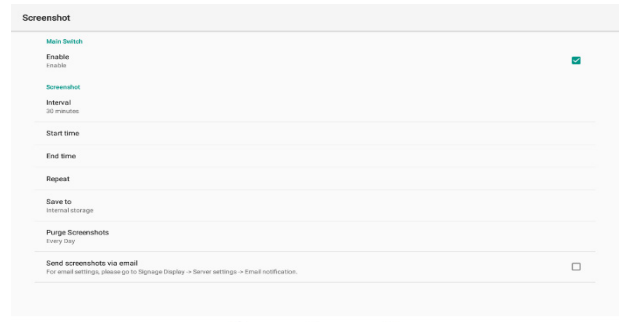 Screenshot
Main Switch
Enable
Enable
Screenshot
Interval
30 minutes
Start time
End time
Repeat
Save to
Internal storage
Purge Screenshots
Every Day
Send screenshots via email
For email settings, please go to Signage Display -> Server settings -> Email notification.